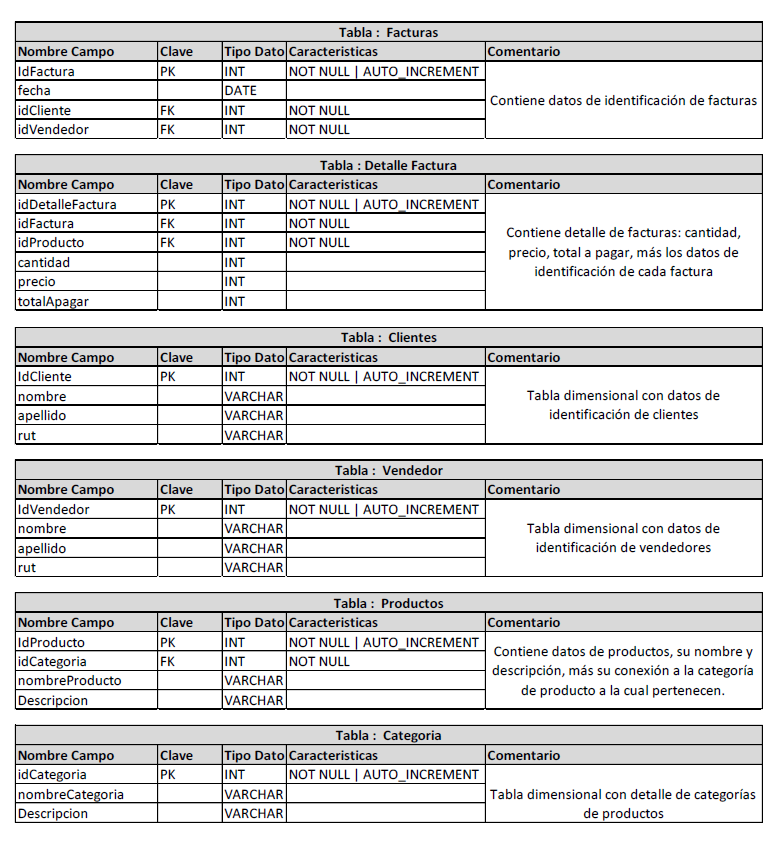 Tabla :  Facturas
Nombre Campo Clave Tipo Dato Caracteristicas Comentario
IdFactura PK INT NOT NULL | AUTO_INCREMENT
fecha DATE
Contiene datos de identificación de facturas
idCliente FK INT NOT NULL
idVendedor FK INT NOT NULL
Tabla : Detalle Factura
Nombre Campo Clave Tipo Dato Caracteristicas Comentario
idDetalleFactura PK INT NOT NULL | AUTO_INCREMENT
idFactura FK INT NOT NULL
idProducto FK INT NOT NULL
cantidad INT
precio INT
totalApagar INT
Contiene detalle de facturas: cantidad,
precio, total a pagar, más los datos de
identificación de cada factura
Tabla :  Clientes
Nombre Campo Clave Tipo Dato Caracteristicas Comentario
IdCliente PK INT NOT NULL | AUTO_INCREMENT
nombre VARCHAR
apellido VARCHAR
rut VARCHAR
Tabla dimensional con datos de
identificación de clientes
Tabla :  Vendedor
Nombre Campo Clave Tipo Dato Caracteristicas Comentario
IdVendedor PK INT NOT NULL | AUTO_INCREMENT
nombre VARCHAR
apellido VARCHAR
rut VARCHAR
Tabla dimensional con datos de
identificación de vendedores
Tabla :  Productos
Nombre Campo Clave Tipo Dato Caracteristicas Comentario
IdProducto PK INT NOT NULL | AUTO_INCREMENT
idCategoria FK INT NOT NULL
nombreProducto VARCHAR
Descripcion VARCHAR
Contiene datos de productos, su nombre y
descripción, más su conexión a la categoría
de producto a la cual pertenecen.
Tabla :  Categoria
Nombre Campo Clave Tipo Dato Caracteristicas Comentario
idCategoria PK INT NOT NULL | AUTO_INCREMENT
nombreCategoria VARCHAR
Descripcion VARCHAR
Tabla dimensional con detalle de categorías
de productos